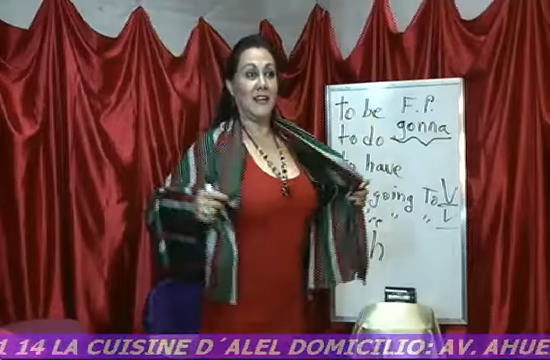 to be F.P.
to do gonna
to have
going To V
" " L
h
1 14 LA CUISINE D´ALEL DOMICILIO: AV. AHUE